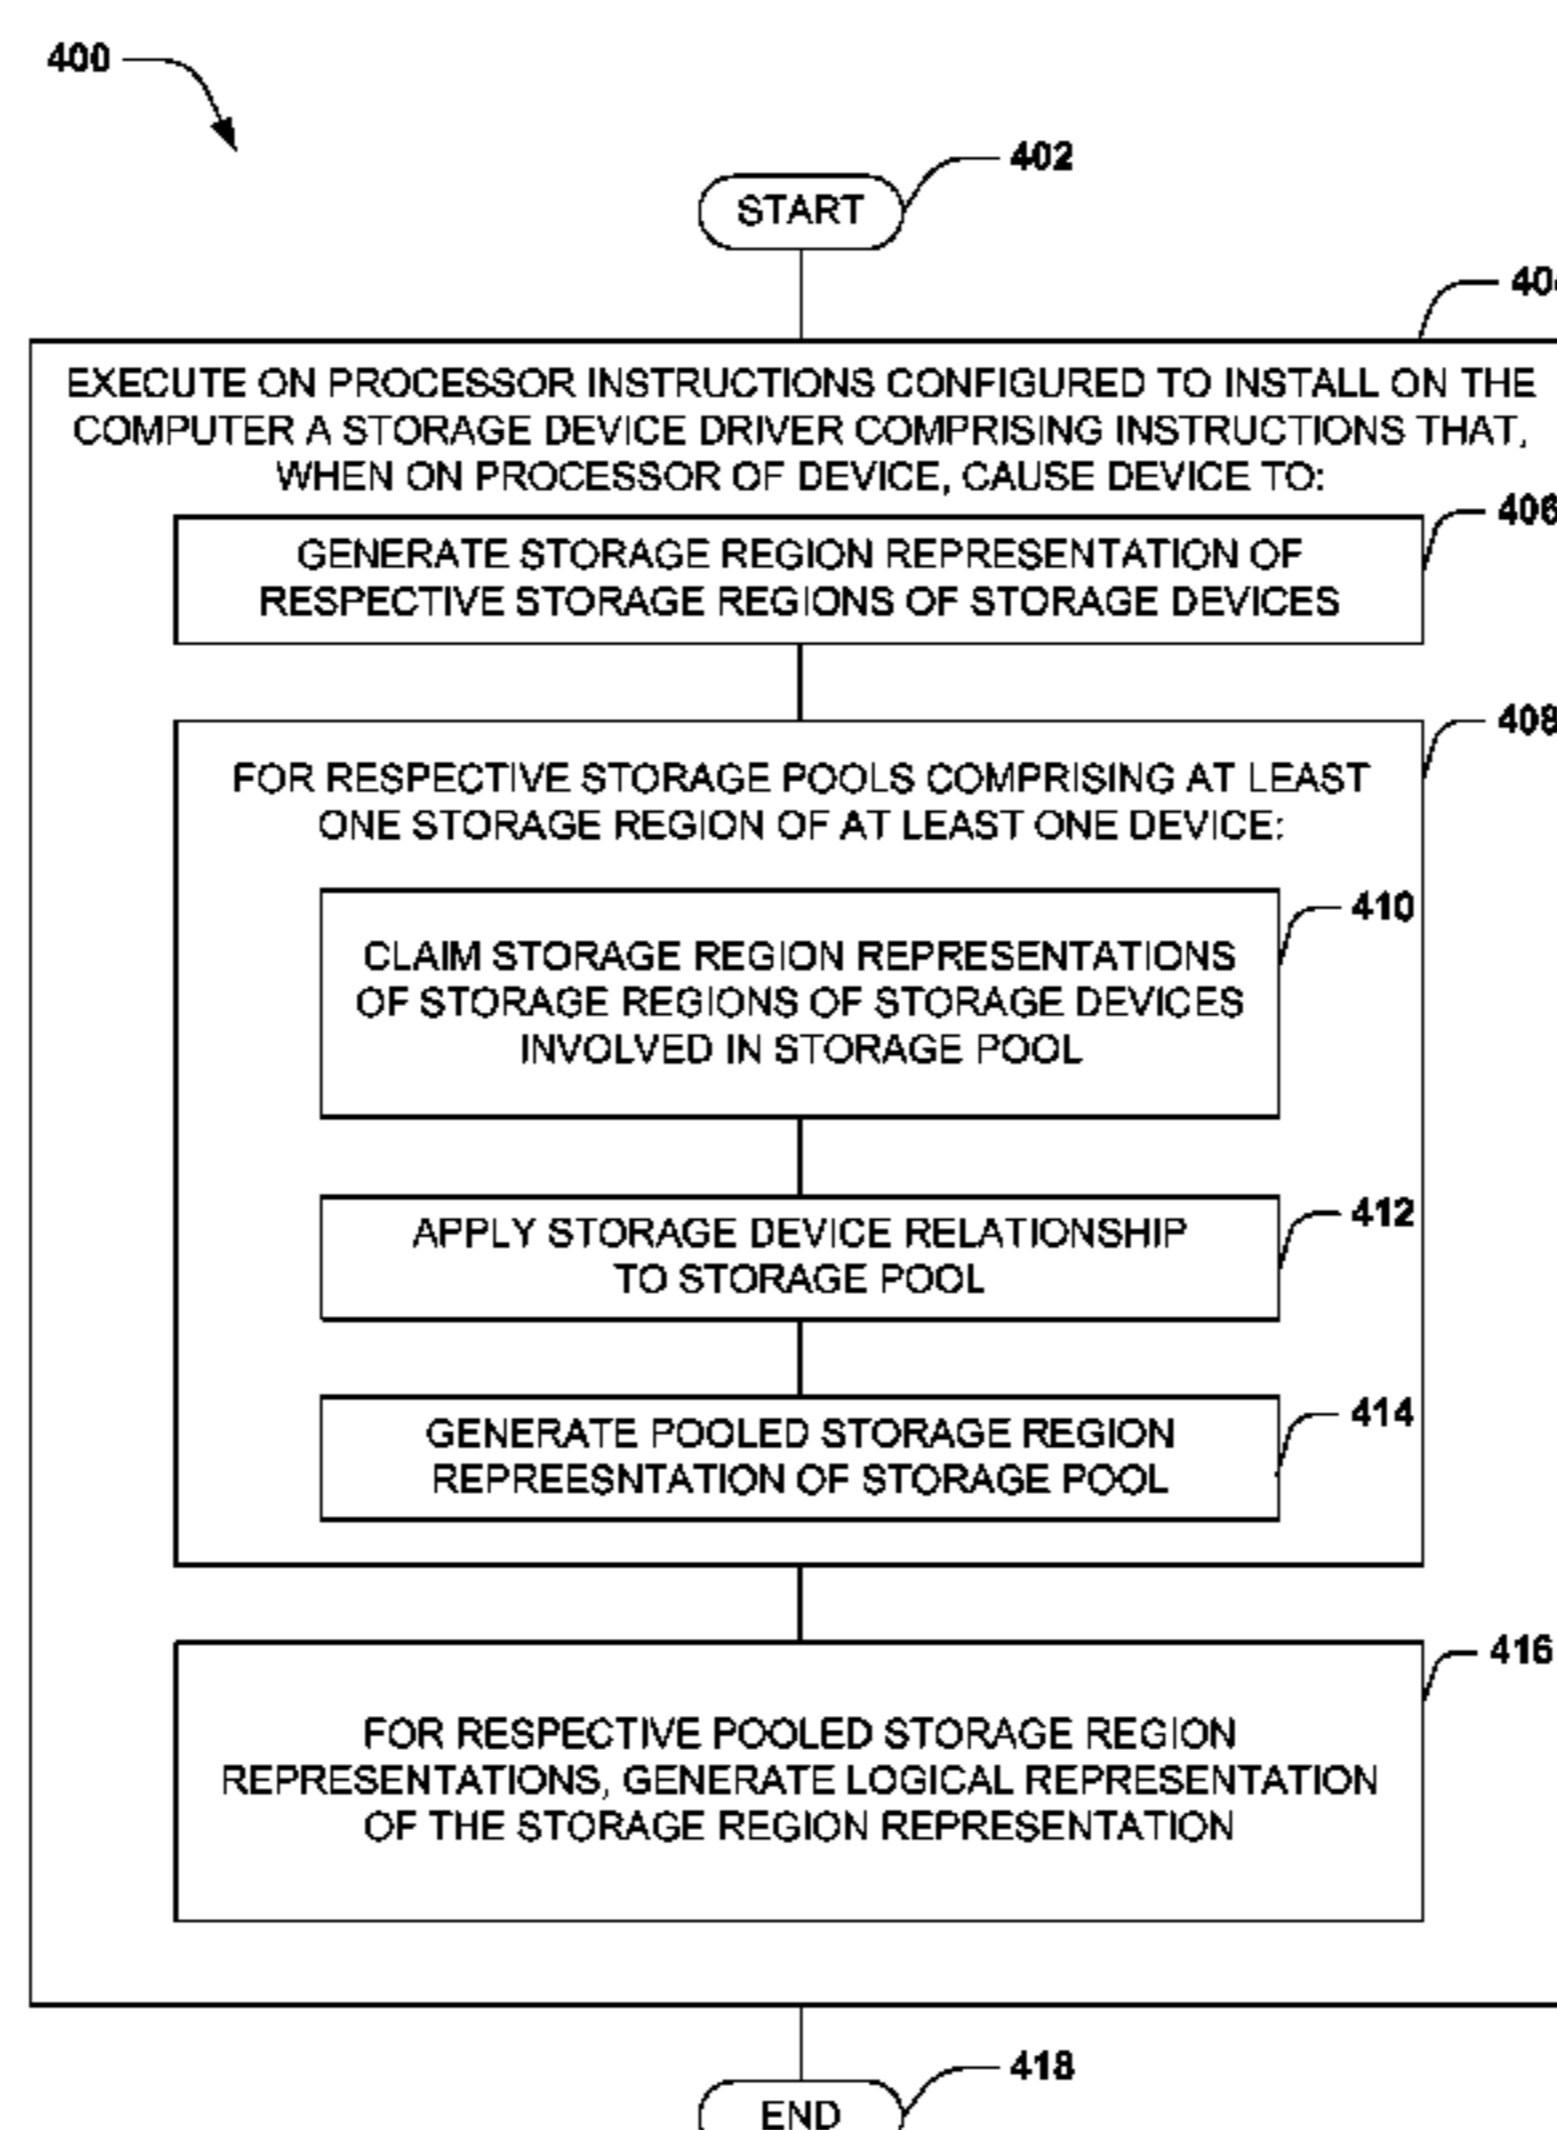 400
402
START
404
EXECUTE ON PROCESSOR INSTRUCTIONS CONFIGURED TO INSTALL ON THE
COMPUTER A STORAGE DEVICE DRIVER COMPRISING INSTRUCTIONS THAT,
WHEN ON PROCESSOR OF DEVICE, CAUSE DEVICE TO:
406
GENERATE STORAGE REGION REPRESENTATION OF
RESPECTIVE STORAGE REGIONS OF STORAGE DEVICES
408
FOR RESPECTIVE STORAGE POOLS COMPRISING AT LEAST
ONE STORAGE REGION OF AT LEAST ONE DEVICE:
410
CLAIM STORAGE REGION REPRESENTATIONS
OF STORAGE REGIONS OF STORAGE DEVICES
INVOLVED IN STORAGE POOL
412
APPLY STORAGE DEVICE RELATIONSHIP
TO STORAGE POOL
414
GENERATE POOLED STORAGE REGION
REPREESNTATION OF STORAGE POOL
416
FOR RESPECTIVE POOLED STORAGE REGION
REPRESENTATIONS, GENERATE LOGICAL REPRESENTATION
OF THE STORAGE REGION REPRESENTATION
418
END